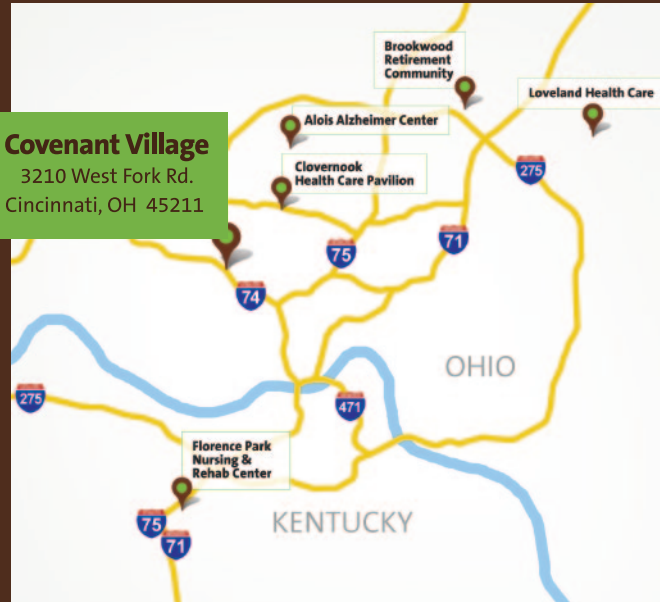 Brookwood
Retirement
Community
Loveland Health Care
Alois Alzheimer Center
Covenant Village
3210 West Fork Rd.
Cincinnati, OH 45211
Clovernook
Health Care Pavilion
275
75
71
74
OHIO
275
471
Florence Park
Nursing &
Rehab Center
75
71
KENTUCKY